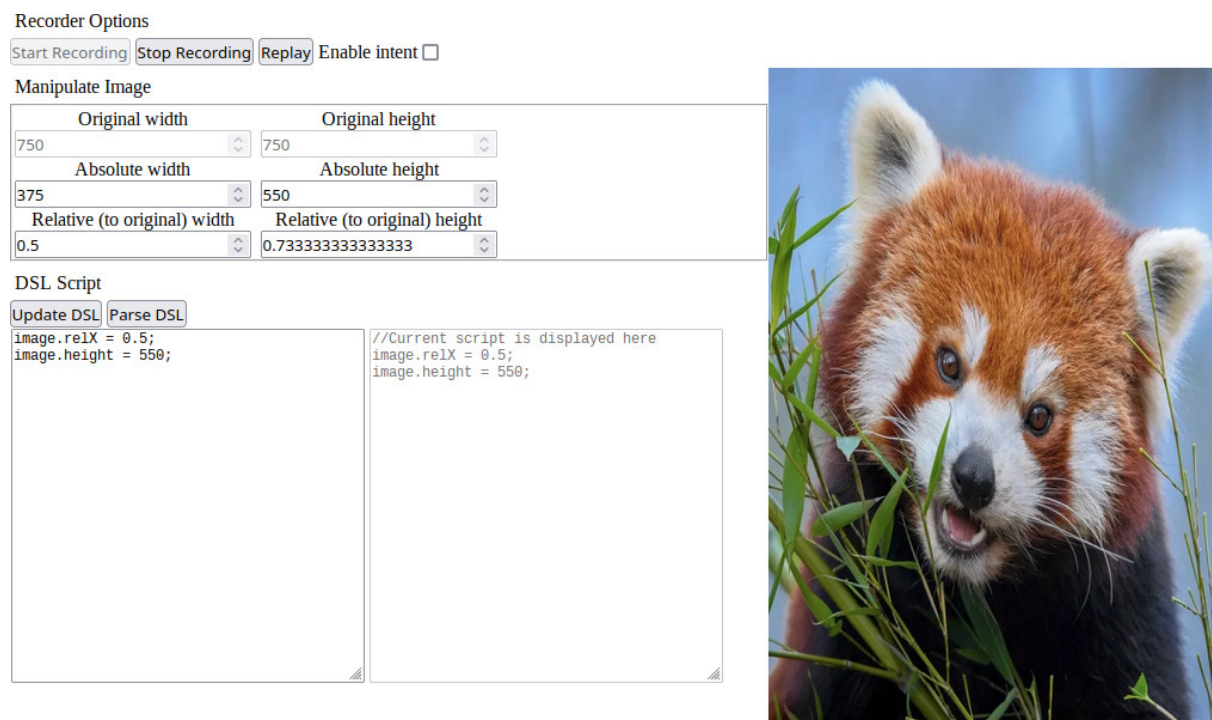 Recorder Options
Start Recording Stop Recording Replay Enable intent
Manipulate Image
Original width Original height
750 750
Absolute width Absolute height
375 550
Relative (to original) width Relative (to original) height
0.5 0.733333333333333
DSL Script
Update DSL Parse DSL
image.relX = 0.5;
image.height = 550;
//Current script is displayed here
image.relX = 0.5;
image.height = 550;